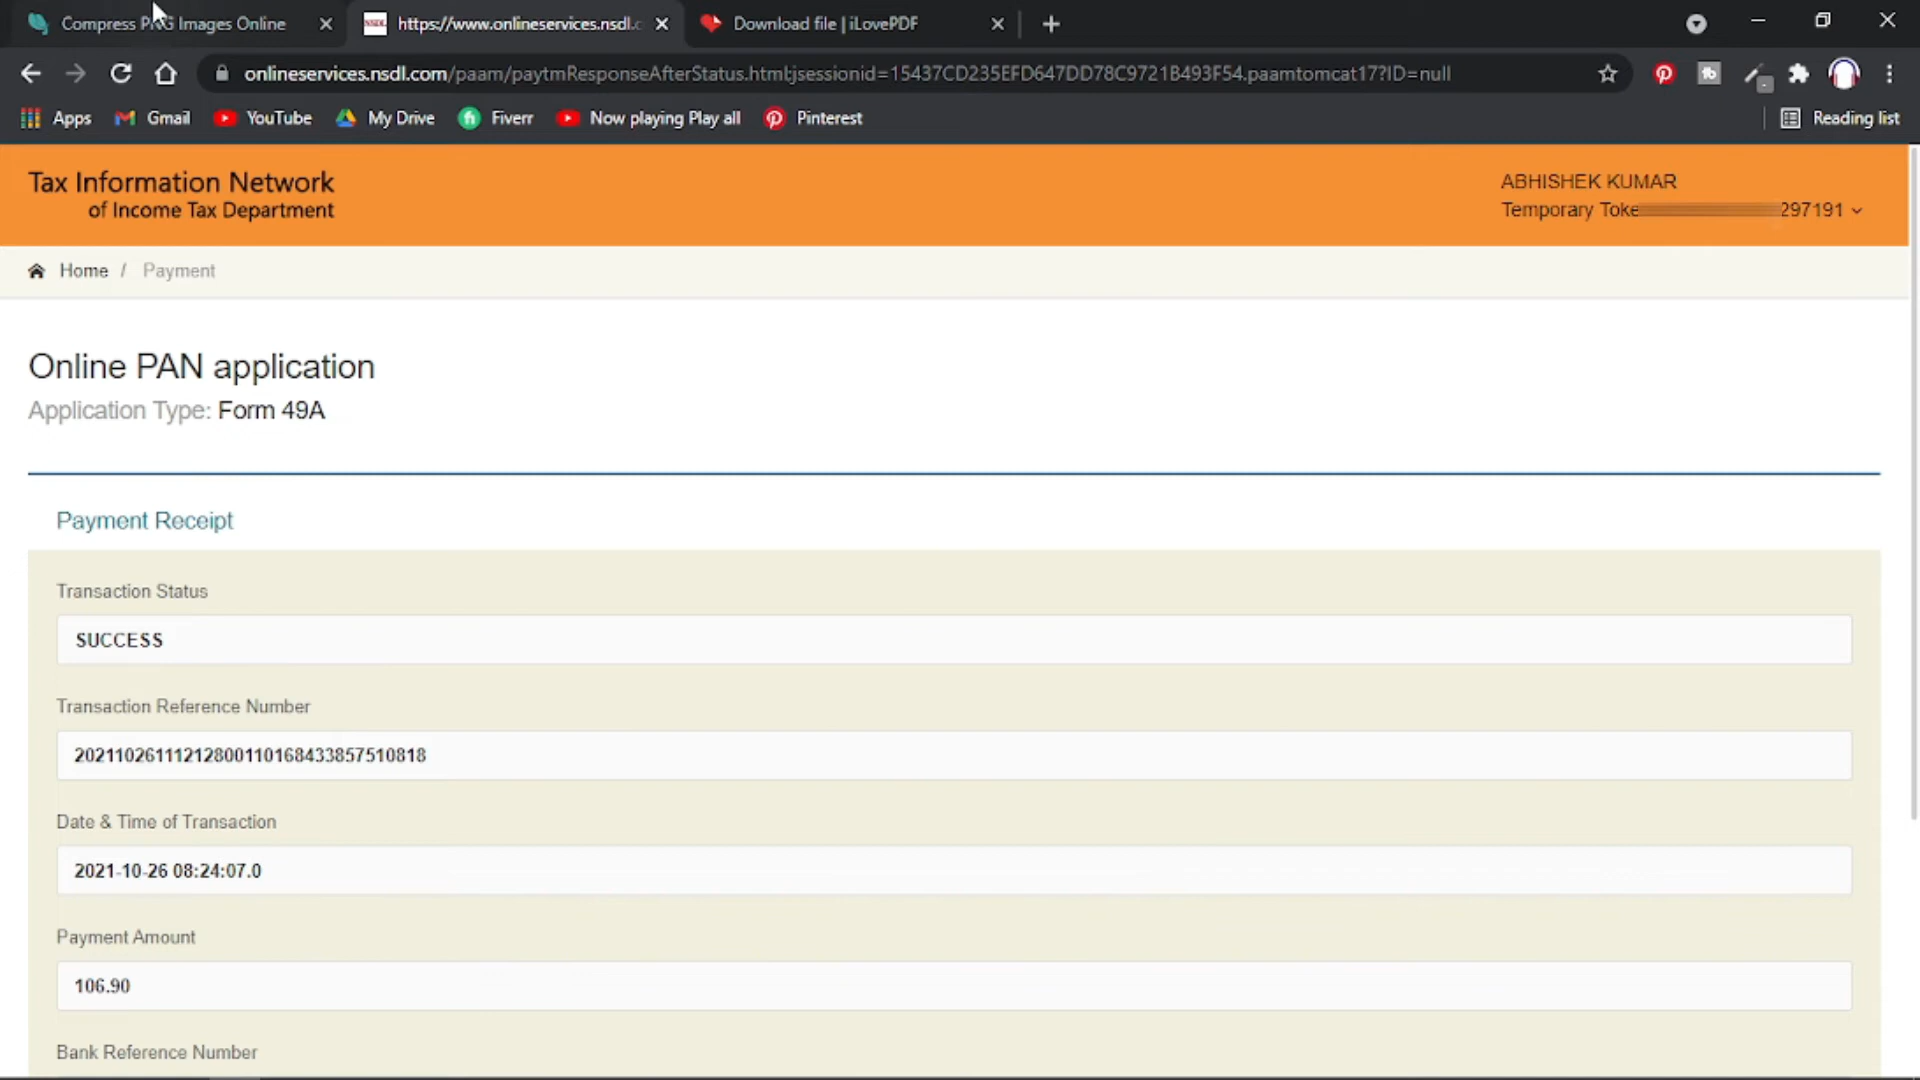 Compress PNG Images Online
https://www.onlineservices.nsdl.c
Download file | iLovePDF
onlineservices.nsdl.com/paam/paytmResponseAfterStatus.html;jsessionid=15437CD235EFD647DD78C9721B493F54.paamtomcat17?ID=null
Apps Gmail YouTube My Drive Fiverr Now playing Play all Pinterest Reading list
Tax Information Network
of Income Tax Department
ABHISHEK KUMAR
Temporary Toke 297191
Home / Payment
Online PAN application
Application Type: Form 49A
Payment Receipt
Transaction Status
SUCCESS
Transaction Reference Number
20211026111212800110168433857510818
Date & Time of Transaction
2021-10-26 08:24:07.0
Payment Amount
106.90
Bank Reference Number